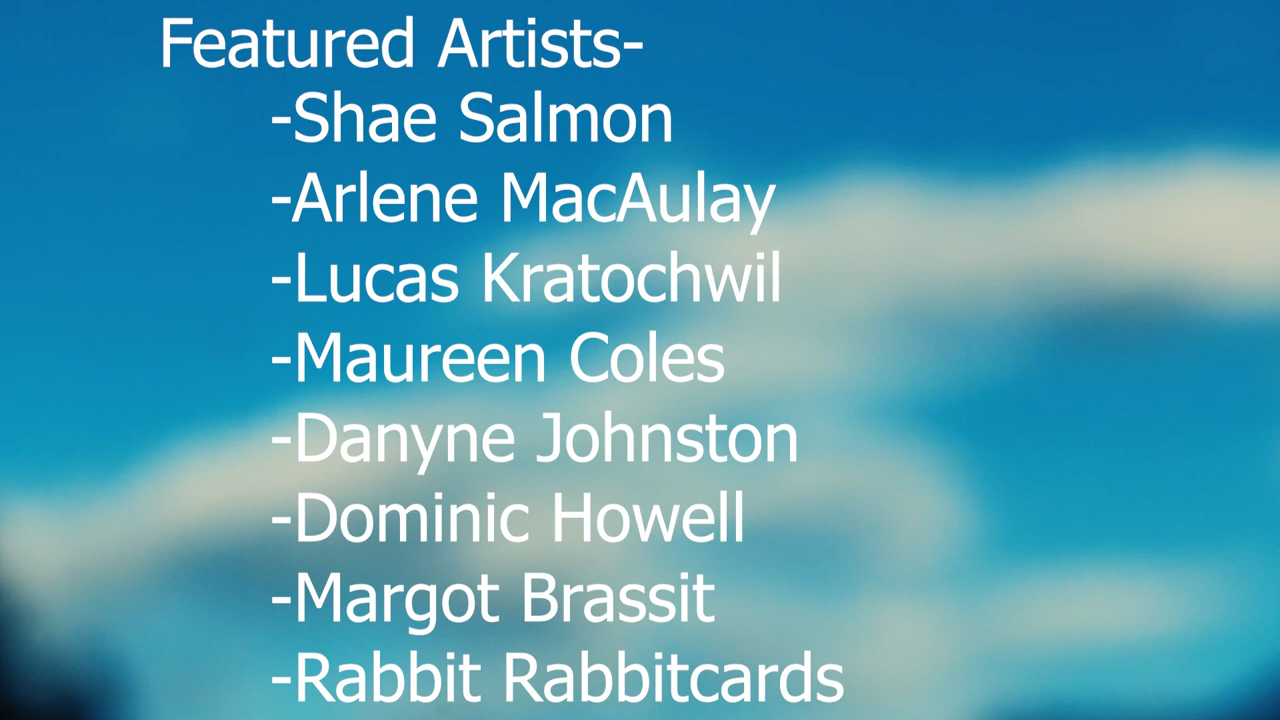 Featured Artists-
-Shae Salmon
-Arlene MacAulay
-Lucas Kratochwil
-Maureen Coles
-Danyne Johnston
-Dominic Howell
-Margot Brassit
-Rabbit Rabbitcards